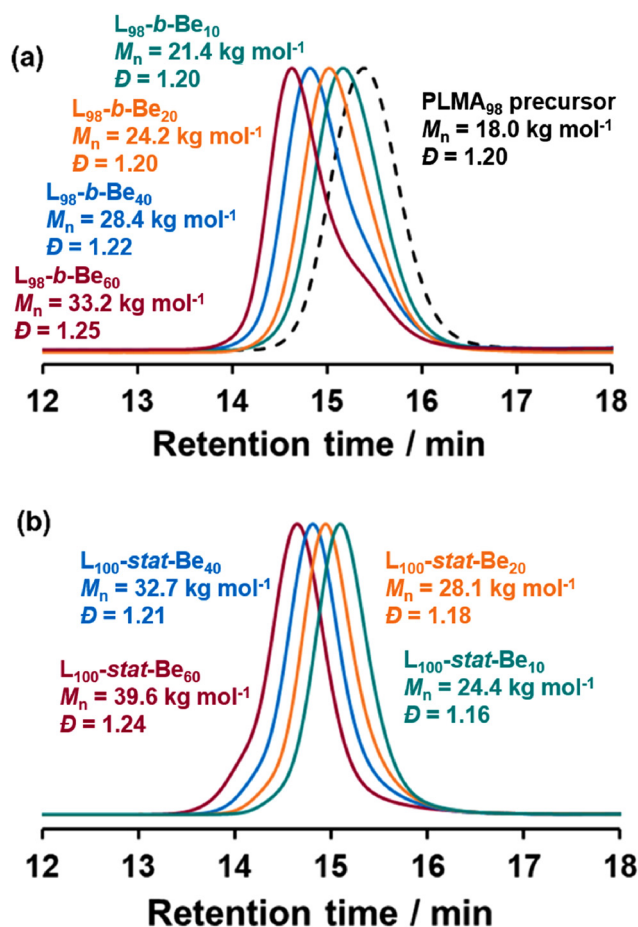 (a)
L98-b-Be10
Mn = 21.4 kg mol-1
Đ = 1.20
L98-b-Be20
Mn = 24.2 kg mol-1
Đ = 1.20
L98-b-Be40
Mn = 28.4 kg mol-1
Đ = 1.22
L98-b-Be60
Mn = 33.2 kg mol-1
Đ = 1.25
PLMA98 precursor
Mn = 18.0 kg mol-1
Đ = 1.20
12 13 14 15 16 17 18
Retention time / min
(b)
L100-stat-Be40
Mn = 32.7 kg mol-1
Đ = 1.21
L100-stat-Be60
Mn = 39.6 kg mol-1
Đ = 1.24
L100-stat-Be20
Mn = 28.1 kg mol-1
Đ = 1.18
L100-stat-Be10
Mn = 24.4 kg mol-1
Đ = 1.16
12 13 14 15 16 17 18
Retention time / min